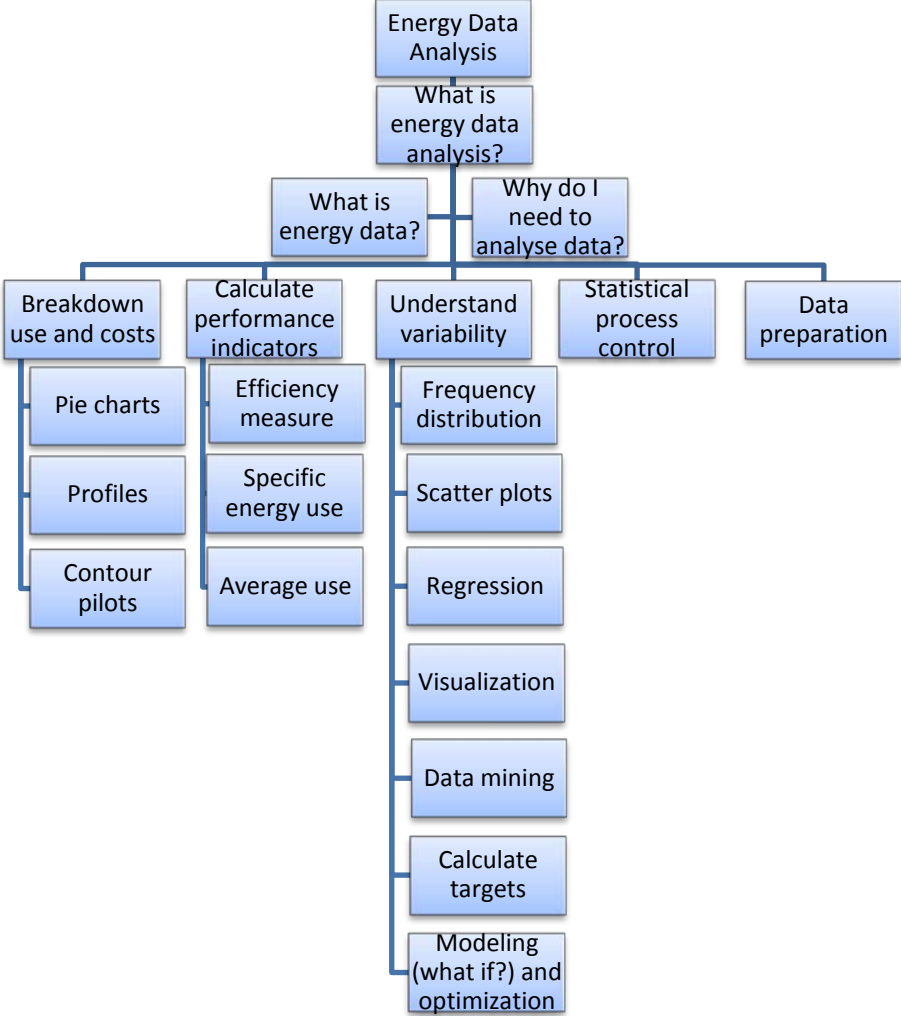 Energy Data
Analysis
What is
energy data
analysis?
What is
energy data?
Why do I
need to
analyse data?
Breakdown
use and costs
Calculate
performance
indicators
Understand
variability
Statistical
process
control
Data
preparation
Pie charts
Profiles
Contour
pilots
Efficiency
measure
Specific
energy use
Average use
Frequency
distribution
Scatter plots
Regression
Visualization
Data mining
Calculate
targets
Modeling
(what if?) and
optimization